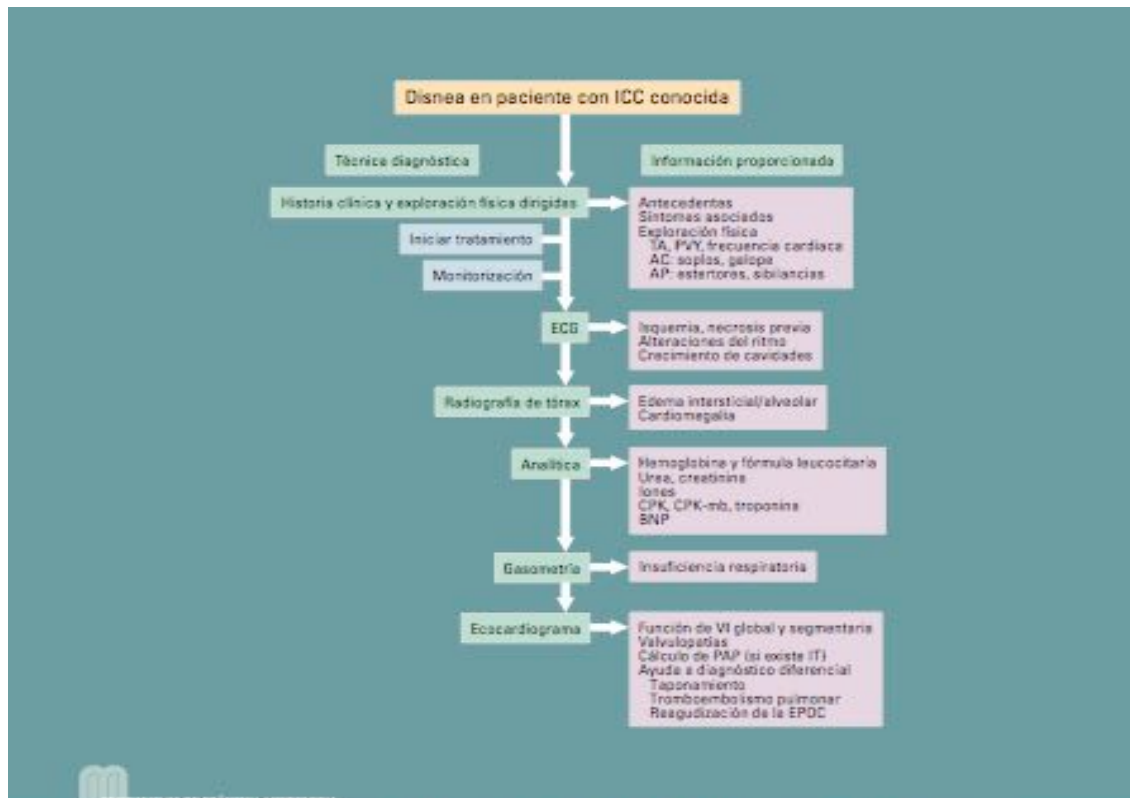 Disnea en paciente con ICC conocida
Técnica diagnóstica
Información proporcionada
Historia clínica y exploración física dirigidas
Antecedentes
Síntomas asociados
Exploración física
TA, PVY, frecuencia cardíaca
AC: soplos, galope
AP: estertores, sibilancias
Iniciar tratamiento
Monitorización
ECG
Isquemia, necrosis previa
Alteraciones del ritmo
Crecimiento de cavidades
Radiografía de tórax
Edema intersticial/alveolar
Cardiomegalia
Analítica
Hemoglobina y fórmula leucocitaria
Urea, creatinina
Iones
CPK, CPK-mb, troponina
BNP
Gasometría
Insuficiencia respiratoria
Ecocardiograma
Función de VI global y segmentaria
Valvulopatías
Cálculo de PAP (si existe IT)
Ayuda a diagnóstico diferencial
Taponamiento
Tromboembolismo pulmonar
Reagudización de la EPOC